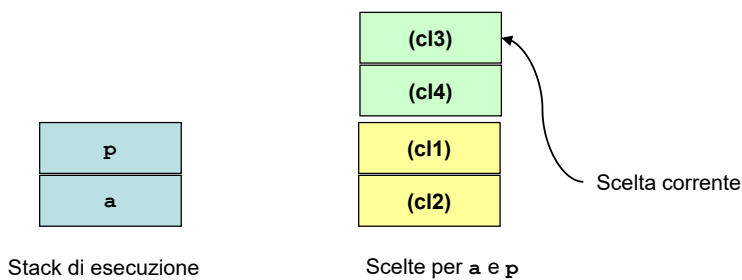 (cl3)
(cl4)
p
(cl1)
a
(cl2)
Scelta corrente
Stack di esecuzione
Scelte per a e p